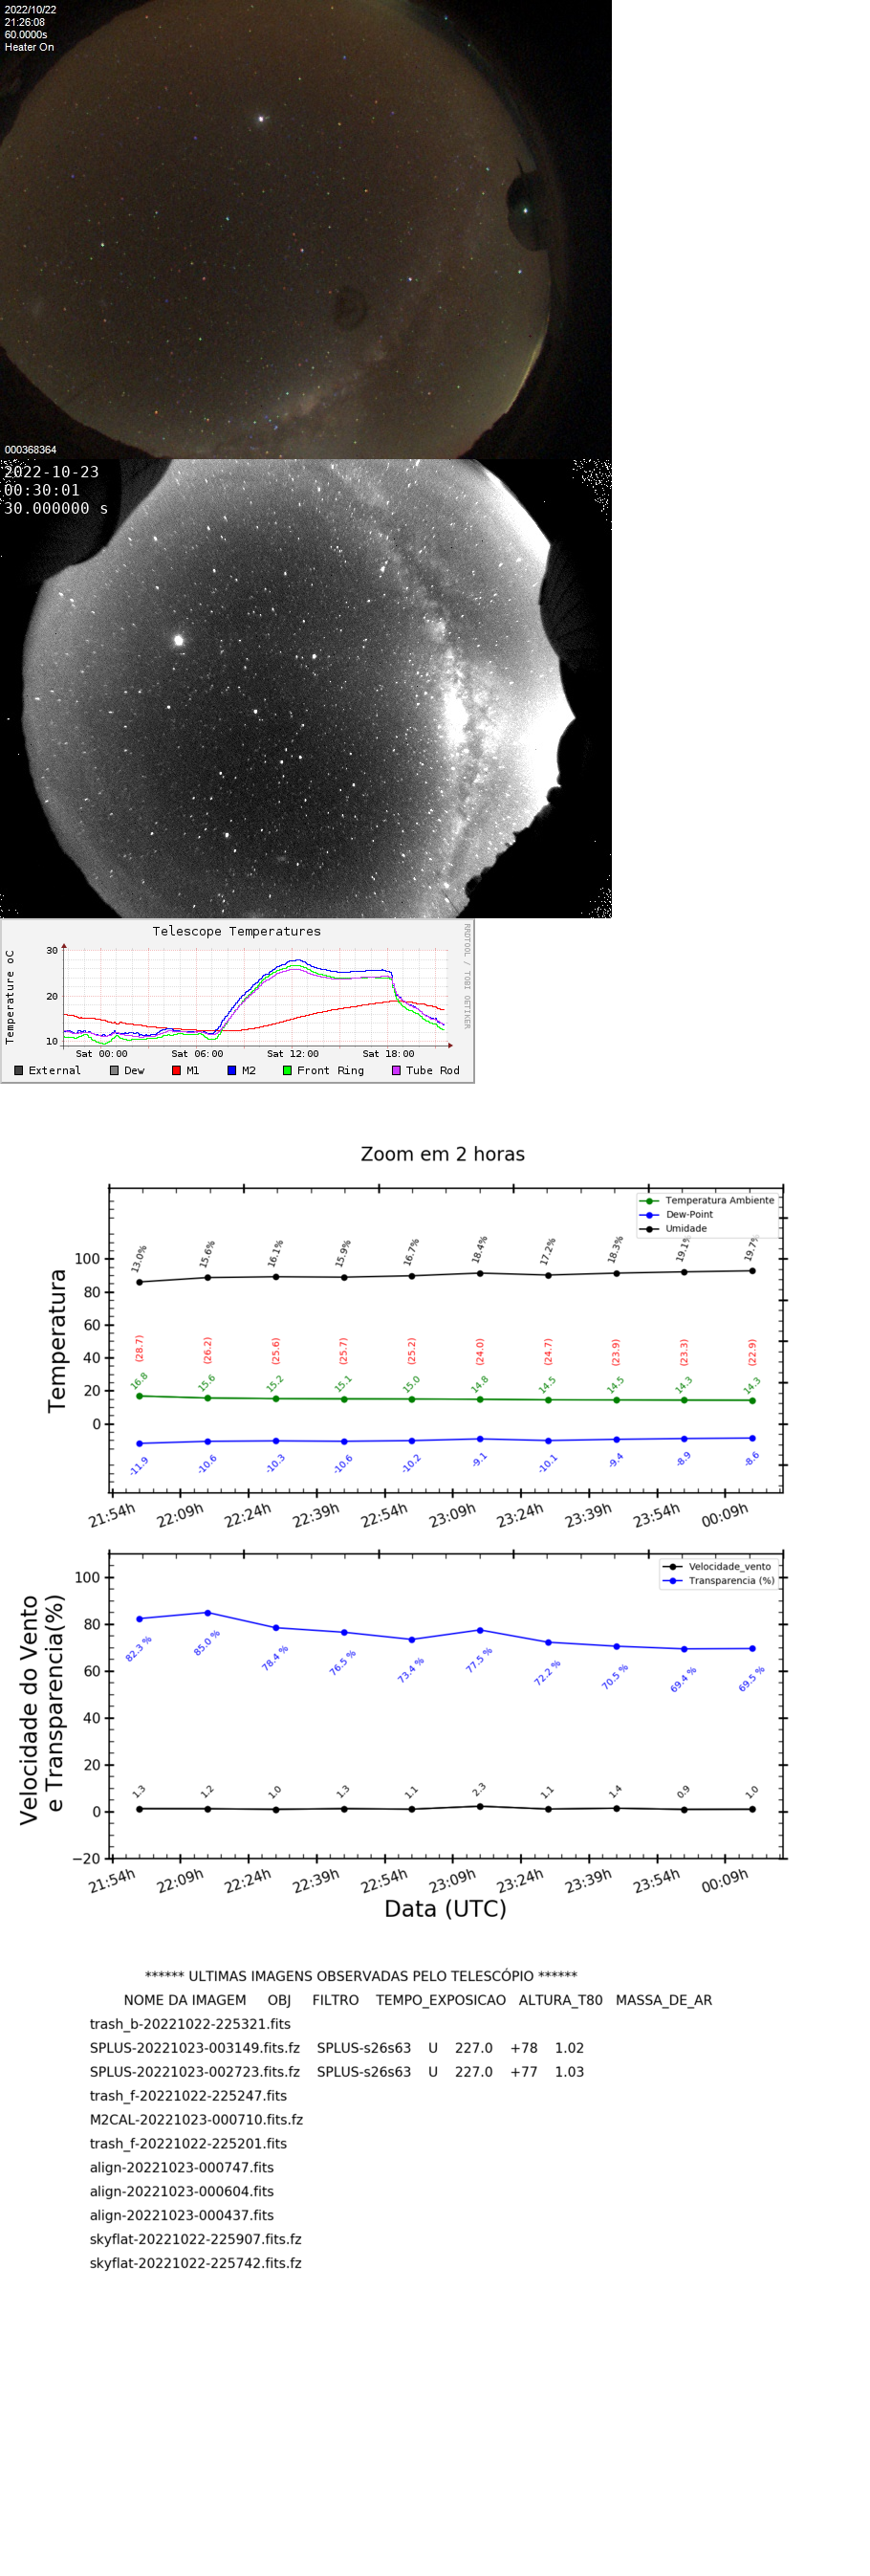 2022/10/22
21:26:08
60.0000s
Heater On
000368364
2022-10-23
00:30:01
30.000000 s
Telescope Temperatures
RRDTOOL / TOBI OETIKER
Temperature oC
30
20
10
Sat 00:00 Sat 06:00 Sat 12:00 Sat 18:00
External Dew M1 M2 Front Ring Tube Rod
Zoom em 2 horas
Temperatura Ambiente
Dew-Point
Umidade
Temperatura
100
80
60
40
20
0
13.0% 15.6% 16.1% 15.9% 16.7% 18.4% 17.2% 18.3% 19.1% 19.7%
(28.7) (26.2) (25.6) (25.7) (25.2) (24.0) (24.7) (23.9) (23.3) (22.9)
16.8 15.6 15.2 15.1 15.0 14.8 14.5 14.5 14.3 14.3
-11.9 -10.6 -10.3 -10.6 -10.2 -9.1 -10.1 -9.4 -8.9 -8.6
21:54h 22:09h 22:24h 22:39h 22:54h 23:09h 23:24h 23:39h 23:54h 00:09h
Velocidade_vento
Transparencia (%)
Velocidade do Vento
e Transparencia(%)
100
80
60
40
20
0
−20
82.3 % 85.0 % 78.4 % 76.5 % 73.4 % 77.5 % 72.2 % 70.5 % 69.4 % 69.5 %
1.3 1.2 1.0 1.3 1.1 2.3 1.1 1.4 0.9 1.0
21:54h 22:09h 22:24h 22:39h 22:54h 23:09h 23:24h 23:39h 23:54h 00:09h
Data (UTC)
****** ULTIMAS IMAGENS OBSERVADAS PELO TELESCÓPIO ******
NOME DA IMAGEM OBJ FILTRO TEMPO_EXPOSICAO ALTURA_T80 MASSA_DE_AR
trash_b-20221022-225321.fits
SPLUS-20221023-003149.fits.fz SPLUS-s26s63 U 227.0 +78 1.02
SPLUS-20221023-002723.fits.fz SPLUS-s26s63 U 227.0 +77 1.03
trash_f-20221022-225247.fits
M2CAL-20221023-000710.fits.fz
trash_f-20221022-225201.fits
align-20221023-000747.fits
align-20221023-000604.fits
align-20221023-000437.fits
skyflat-20221022-225907.fits.fz
skyflat-20221022-225742.fits.fz